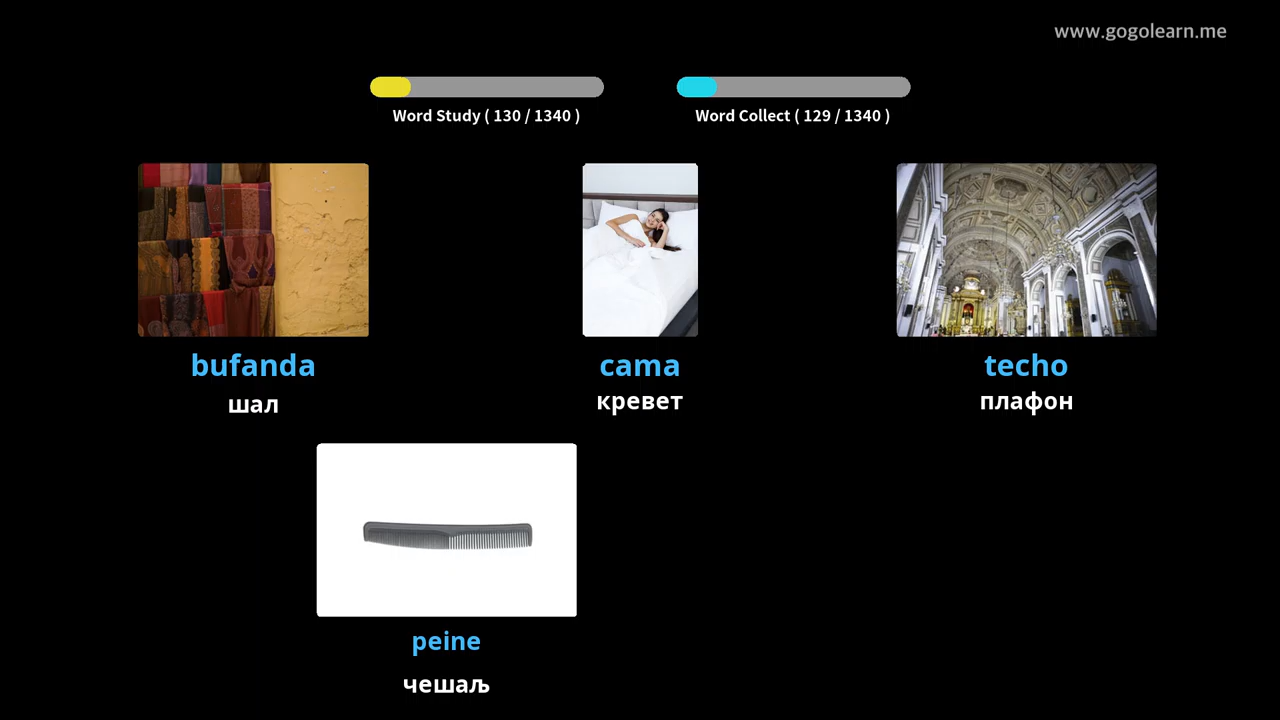 www.gogolearn.me
Word Study ( 130 / 1340 )
Word Collect ( 129 / 1340 )
bufanda
шал
cama
кревет
techo
плафон
peine
чешаљ